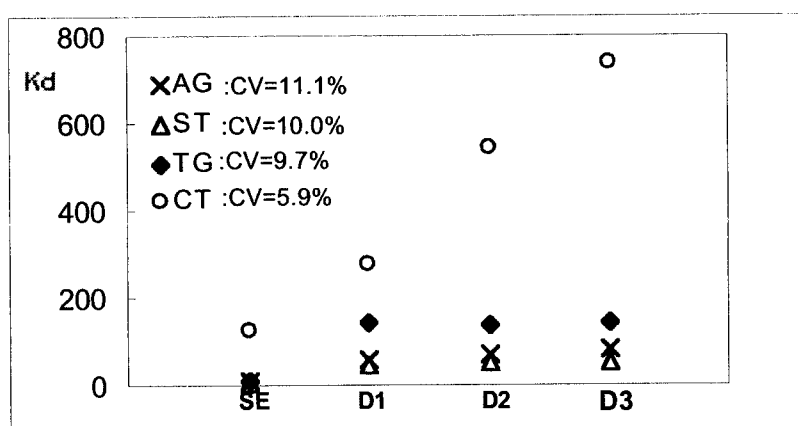 800
Kd
AG :CV=11.1%
600
ST :CV=10.0%
TG :CV=9.7%
CT :CV=5.9%
400
200
0
SE D1 D2 D3